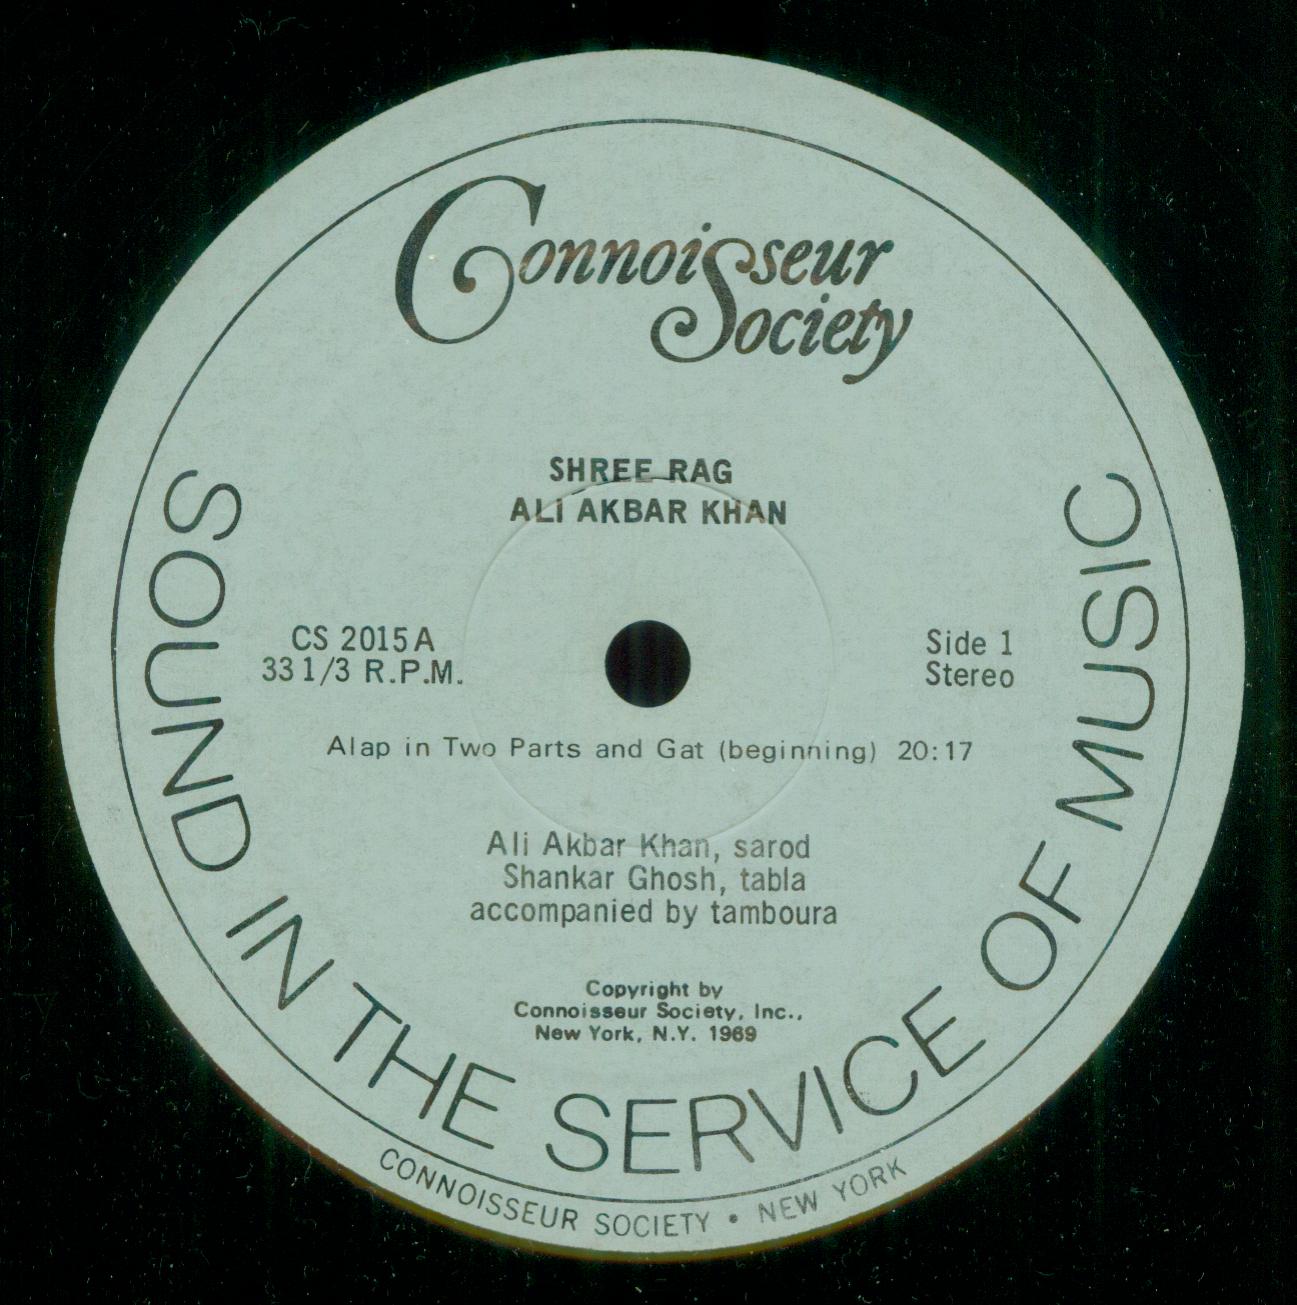 Connoisseur
Society
SHREE RAG
ALI AKBAR KHAN
CS 2015 A
33 1/3 R.P.M.
Side 1
Stereo
Alap in Two Parts and Gat (beginning) 20:17
Ali Akbar Khan, sarod
Shankar Ghosh, tabla
accompanied by tamboura
Copyright by
Connoisseur Society, Inc.,
New York, N.Y. 1969
SOUND IN THE SERVICE OF MUSIC
CONNOISSEUR SOCIETY • NEW YORK